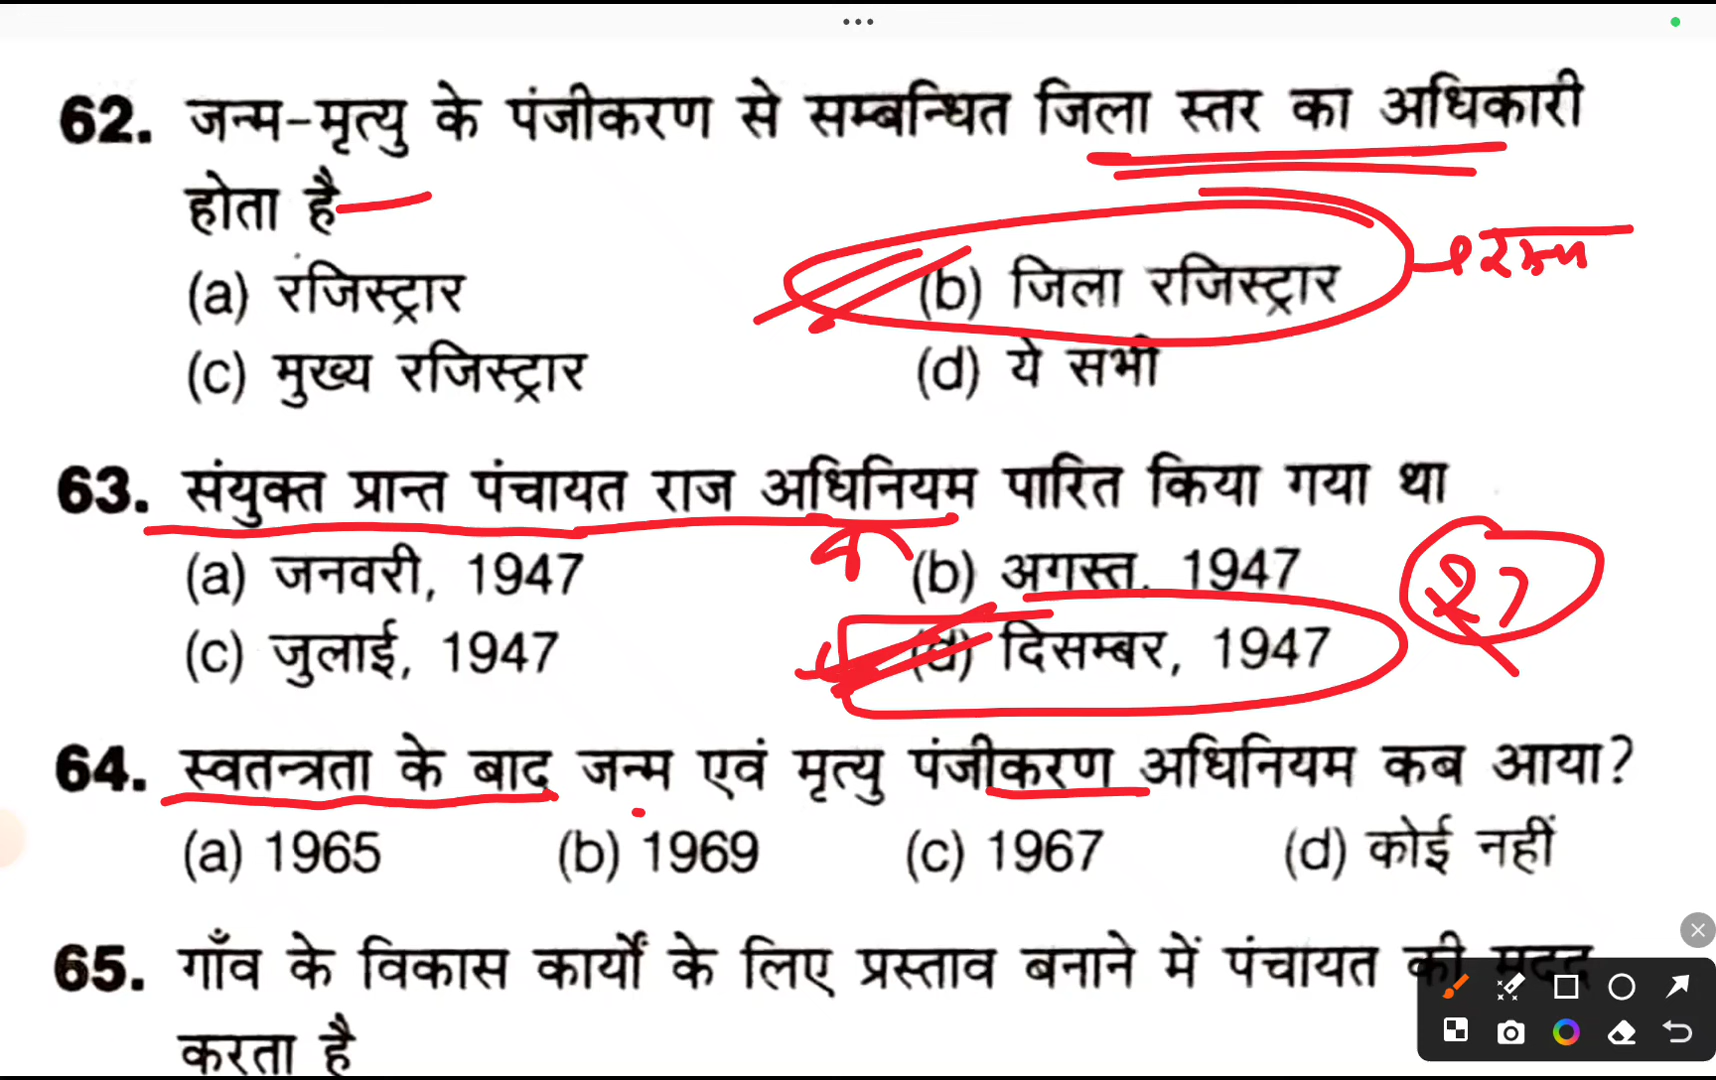 62. जन्म-मृत्यु के पंजीकरण से सम्बन्धित जिला स्तर का अधिकारी
होता है
(a) रजिस्ट्रार (b) जिला रजिस्ट्रार
(c) मुख्य रजिस्ट्रार (d) ये सभी
63. संयुक्त प्रान्त पंचायत राज अधिनियम पारित किया गया था
(a) जनवरी, 1947 (b) अगस्त, 1947
27
(c) जुलाई, 1947 (d) दिसम्बर, 1947
64. स्वतन्त्रता के बाद जन्म एवं मृत्यु पंजीकरण अधिनियम कब आया?
(a) 1965 (b) 1969 (c) 1967 (d) कोई नहीं
65. गाँव के विकास कार्यों के लिए प्रस्ताव बनाने में पंचायत की मदद
करता है